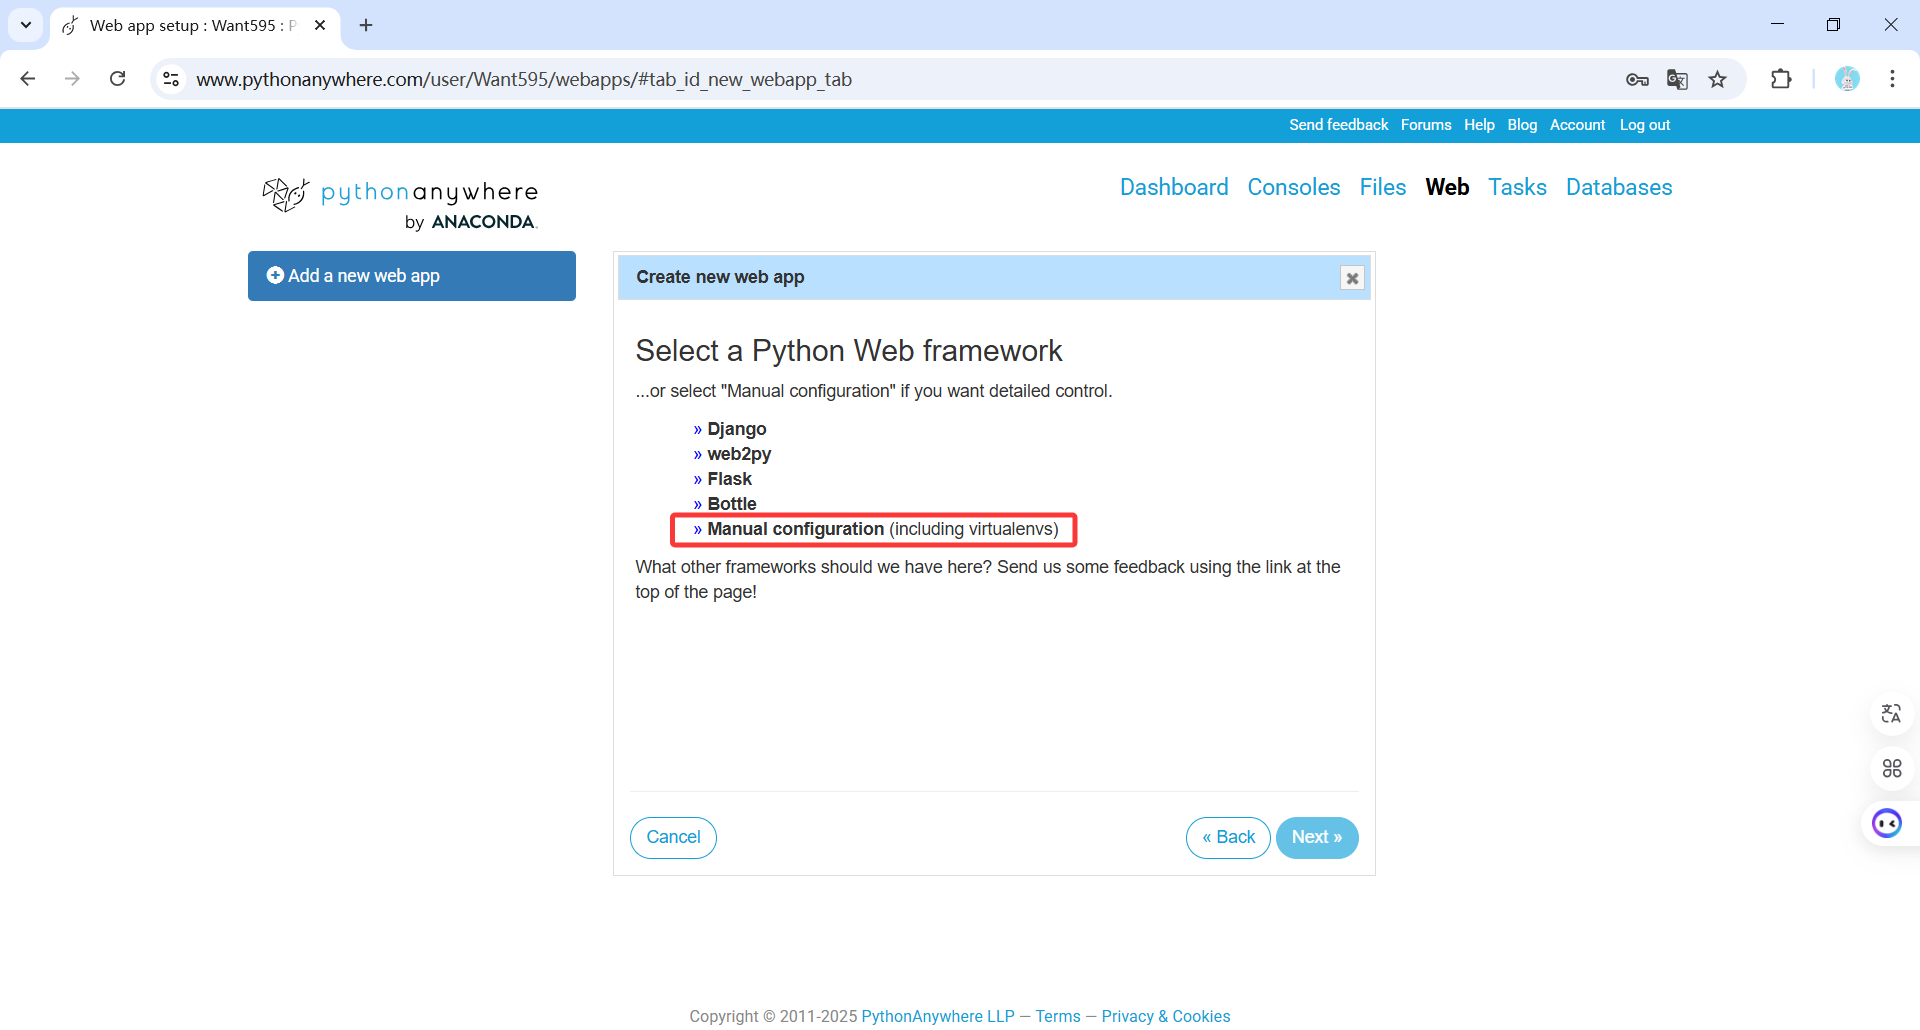 Web app setup : Want595 : P
www.pythonanywhere.com/user/Want595/webapps/#tab_id_new_webapp_tab
Send feedback Forums Help Blog Account Log out
pythonanywhere
by ANACONDA.
Dashboard Consoles Files Web Tasks Databases
Add a new web app
Create new web app
Select a Python Web framework
...or select "Manual configuration" if you want detailed control.
» Django
» web2py
» Flask
» Bottle
» Manual configuration (including virtualenvs)
What other frameworks should we have here? Send us some feedback using the link at the
top of the page!
Cancel
« Back Next »
Copyright © 2011-2025 PythonAnywhere LLP — Terms — Privacy & Cookies